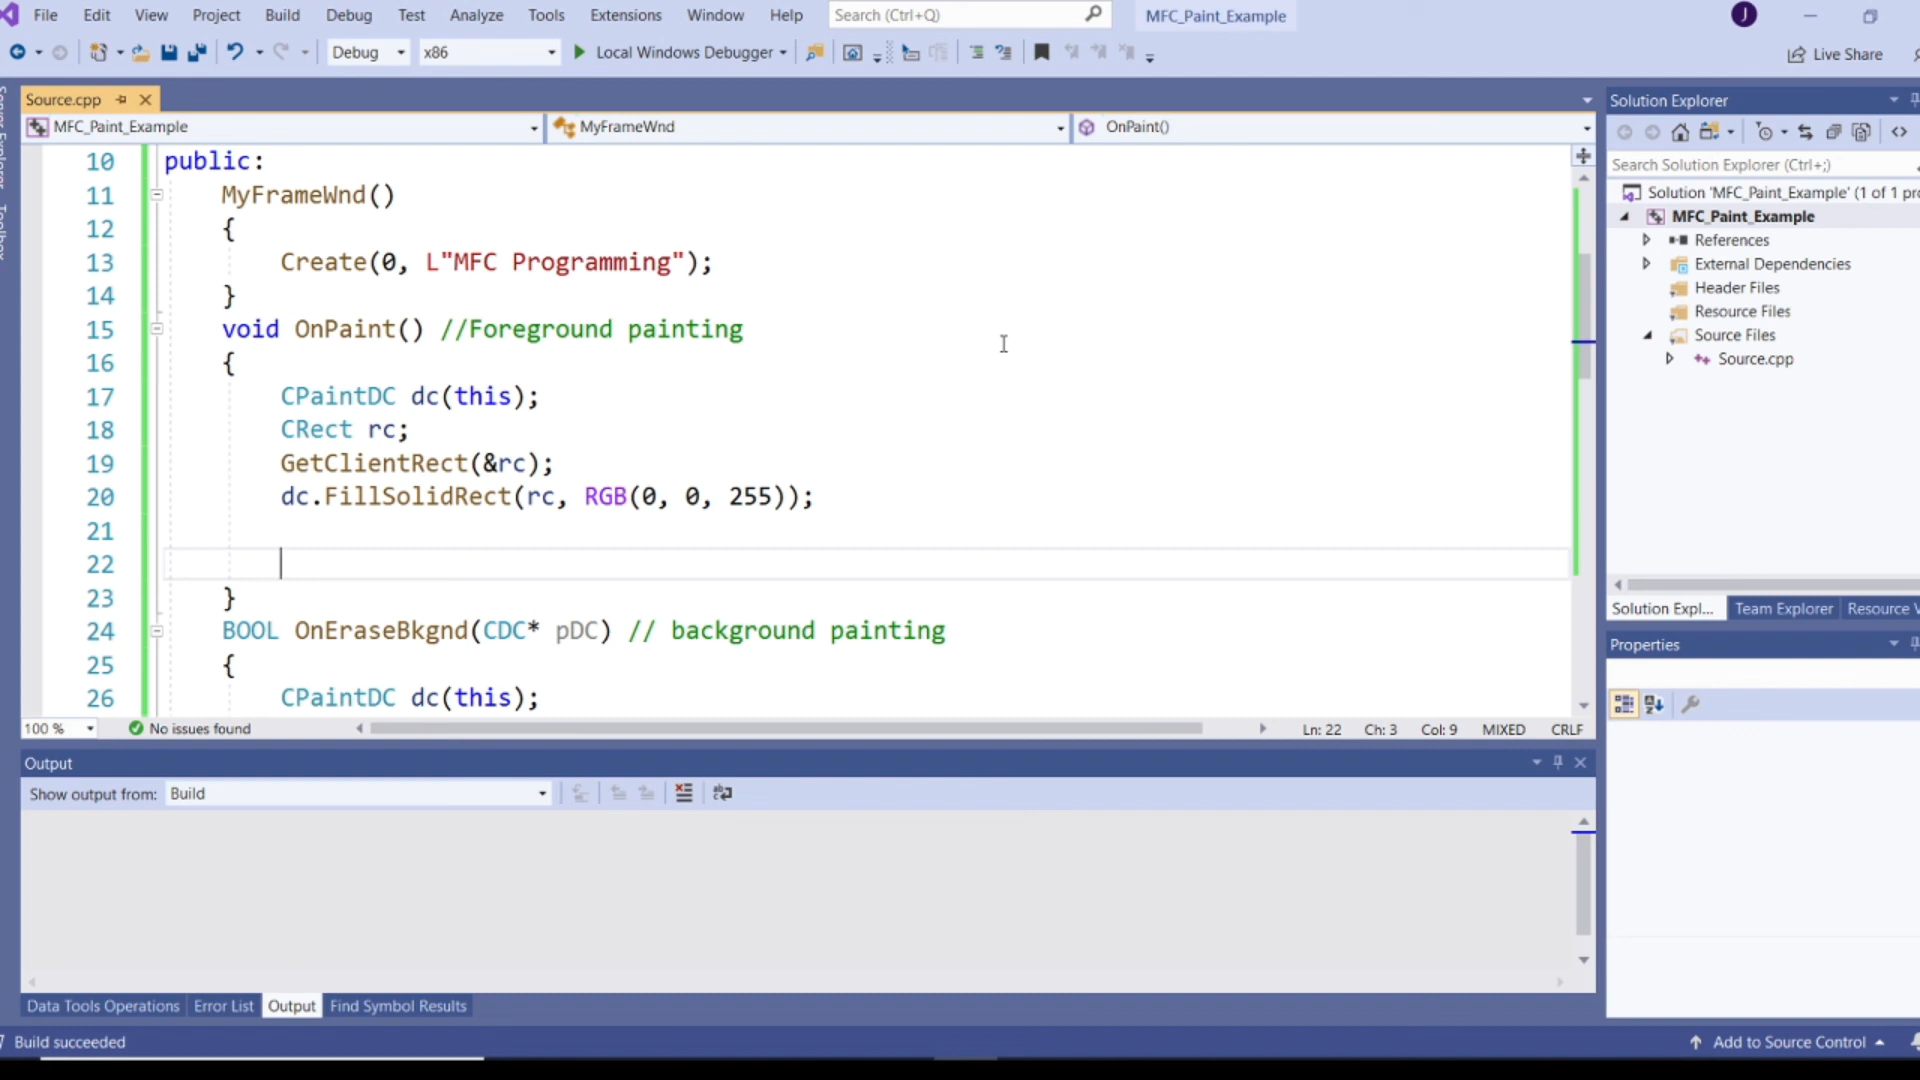 File Edit View Project Build Debug Test Analyze Tools Extensions Window Help Search (Ctrl+Q) MFC_Paint_Example J
Debug x86 Local Windows Debugger Live Share
Source.cpp
MFC_Paint_Example MyFrameWnd OnPaint()
10 public:
11 MyFrameWnd()
12 {
13 Create(0, L"MFC Programming");
14 }
15 void OnPaint() //Foreground painting
16 {
17 CPaintDC dc(this);
18 CRect rc;
19 GetClientRect(&rc);
20 dc.FillSolidRect(rc, RGB(0, 0, 255));
21
22
23 }
24 BOOL OnEraseBkgnd(CDC* pDC) // background painting
25 {
26 CPaintDC dc(this);
100 % No issues found Ln: 22 Ch: 3 Col: 9 MIXED CRLF
Output
Show output from: Build
Data Tools Operations Error List Output Find Symbol Results
Build succeeded Add to Source Control
Solution Explorer
Search Solution Explorer (Ctrl+;)
Solution 'MFC_Paint_Example' (1 of 1 pro
MFC_Paint_Example
References
External Dependencies
Header Files
Resource Files
Source Files
Source.cpp
Solution Expl... Team Explorer Resource V
Properties